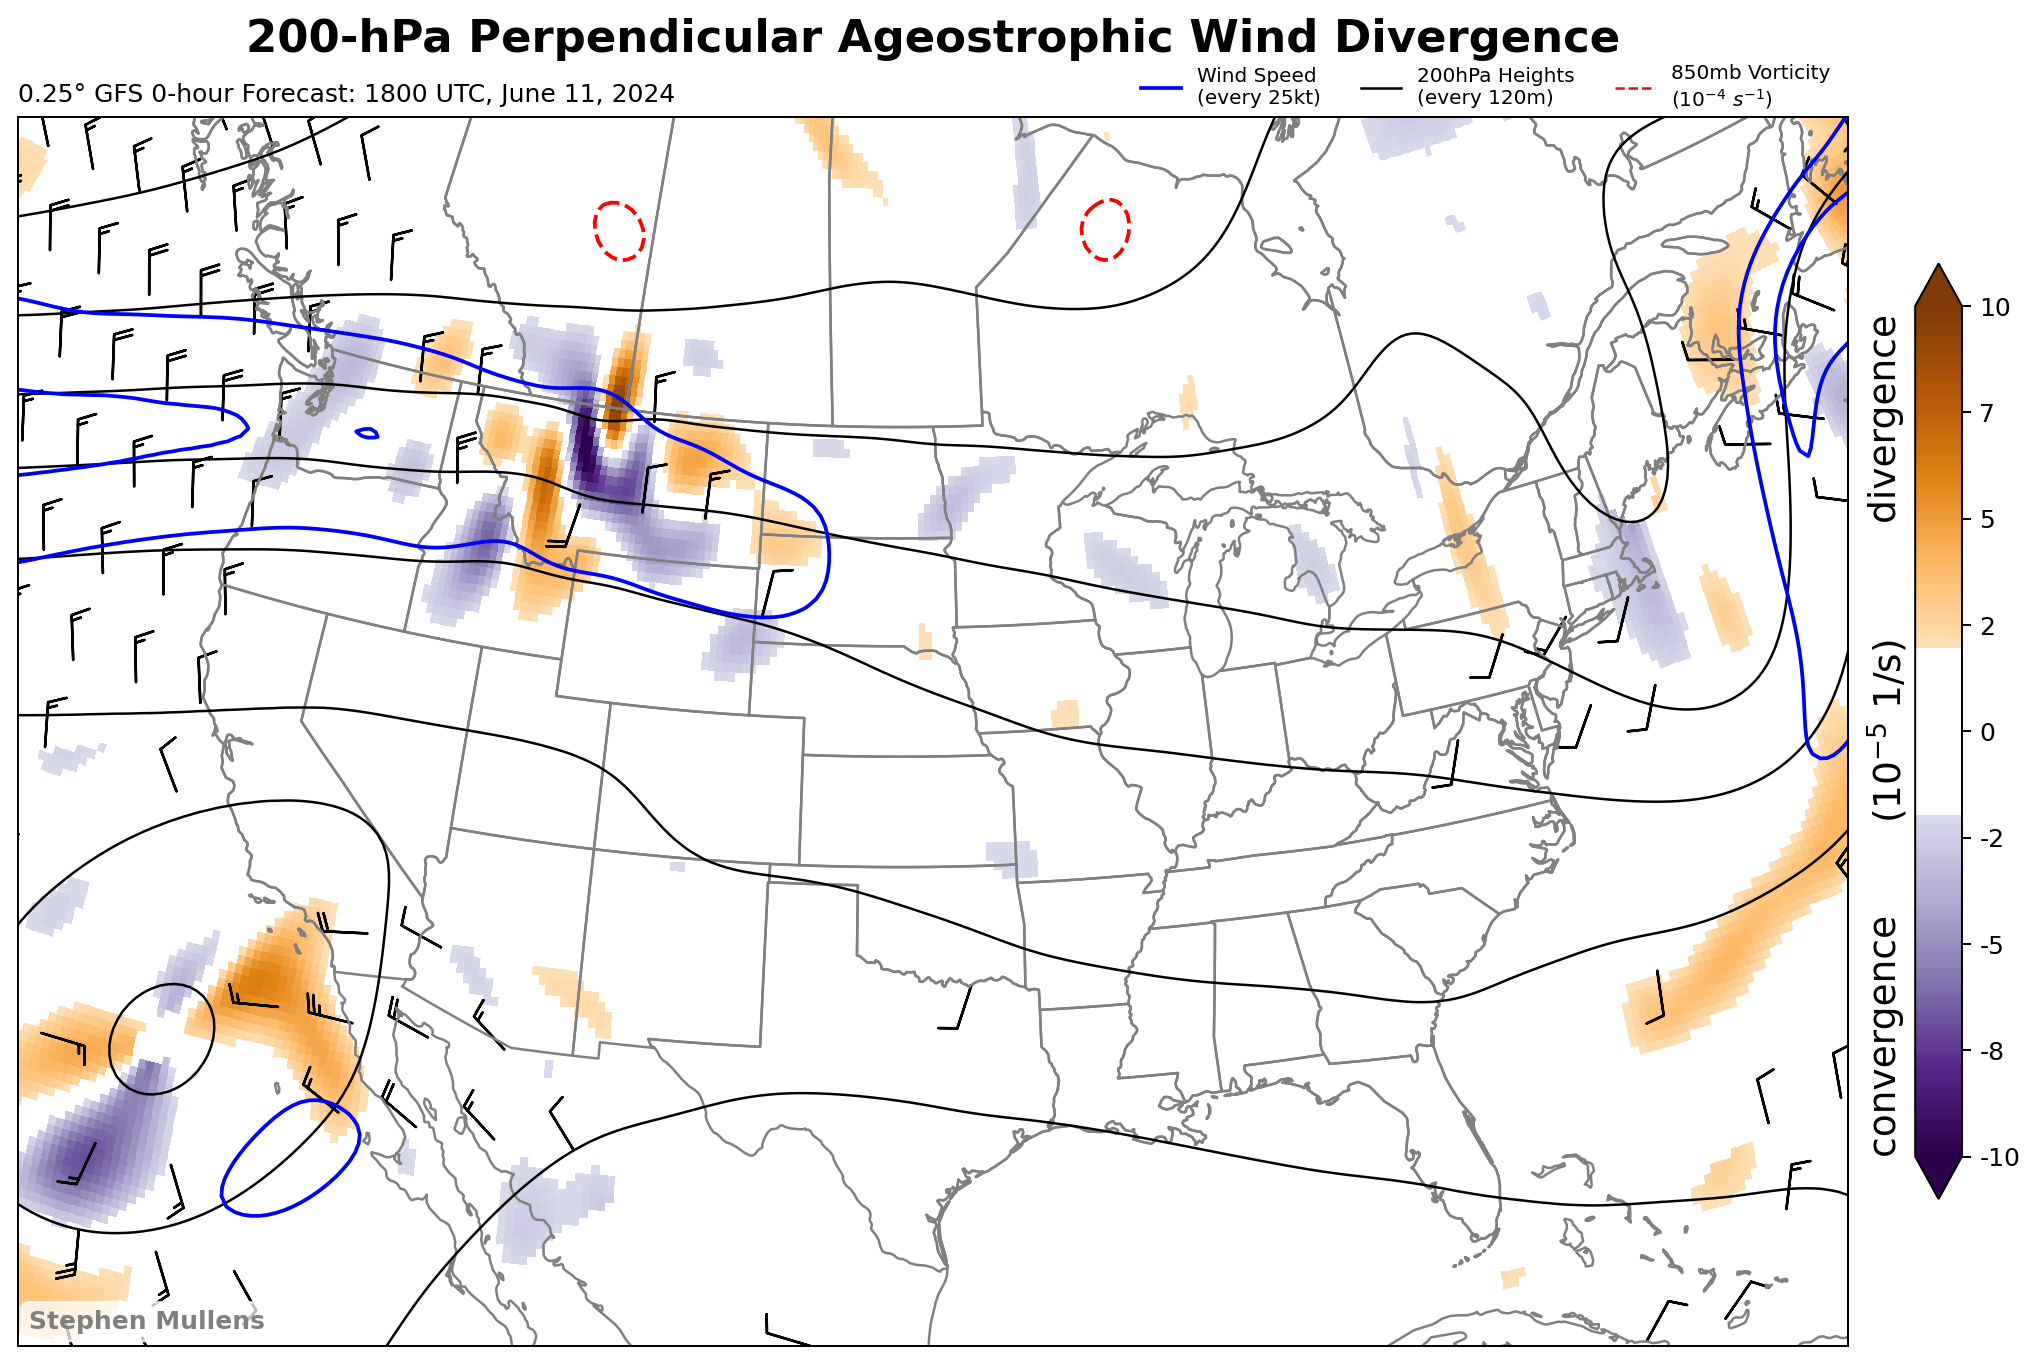 200-hPa Perpendicular Ageostrophic Wind Divergence
0.25° GFS 0-hour Forecast: 1800 UTC, June 11, 2024
Wind Speed
(every 25kt)
200hPa Heights
(every 120m)
850mb Vorticity
(10⁻⁴ s⁻¹)
10
7
5
2
0
-2
-5
-8
-10
convergence (10⁻⁵ 1/s) divergence
Stephen Mullens